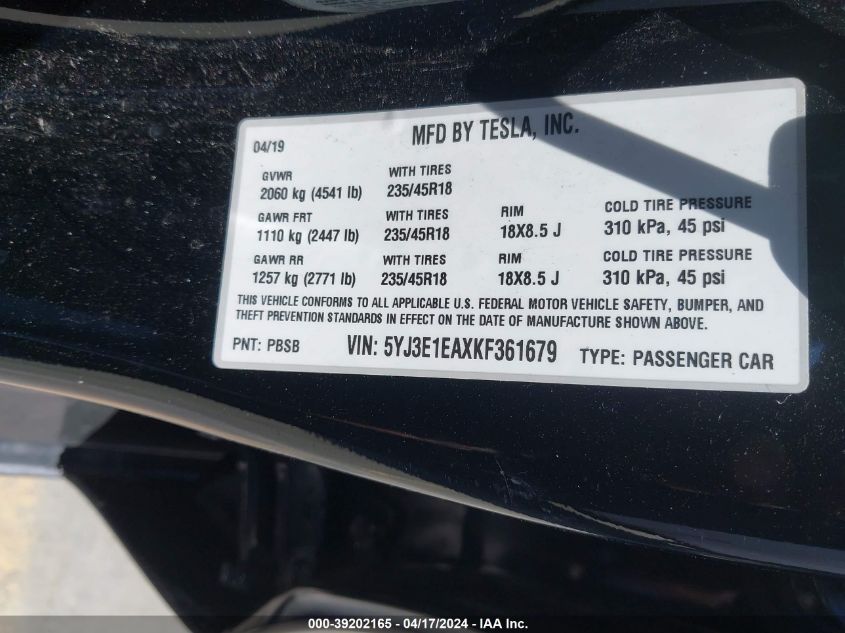 MFD BY TESLA, INC.
04/19
GVWR WITH TIRES
2060 kg (4541 lb) 235/45R18
GAWR FRT WITH TIRES RIM COLD TIRE PRESSURE
1110 kg (2447 lb) 235/45R18 18X8.5 J 310 kPa, 45 psi
GAWR RR WITH TIRES RIM COLD TIRE PRESSURE
1257 kg (2771 lb) 235/45R18 18X8.5 J 310 kPa, 45 psi
THIS VEHICLE CONFORMS TO ALL APPLICABLE U.S. FEDERAL MOTOR VEHICLE SAFETY, BUMPER, AND
THEFT PREVENTION STANDARDS IN EFFECT ON THE DATE OF MANUFACTURE SHOWN ABOVE.
PNT: PBSB VIN: 5YJ3E1EAXKF361679 TYPE: PASSENGER CAR
000-39202165 - 04/17/2024 - IAA Inc.